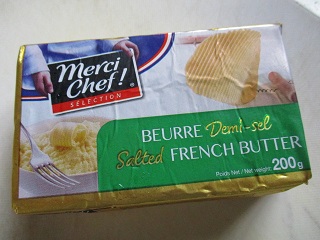 Merci
Chef!®
SELECTION
BEURRE Demi-sel
Salted FRENCH BUTTER
Poids Net / Net weight: 200g